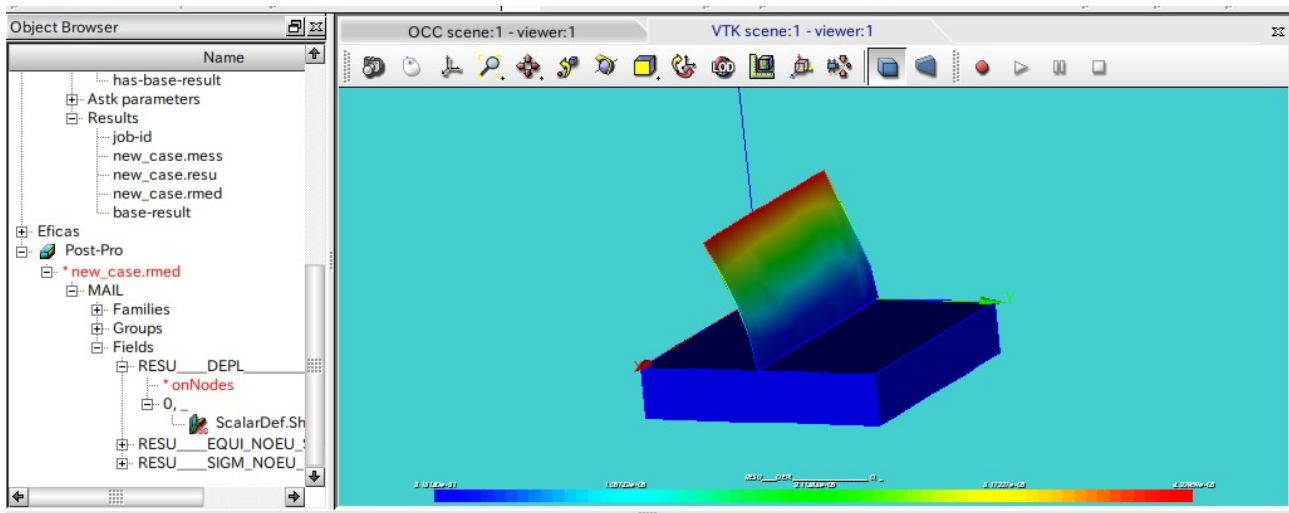 Object Browser
OCC scene:1 - viewer:1
VTK scene:1 - viewer:1
Name
has-base-result
Astk parameters
Results
job-id
new_case.mess
new_case.resu
new_case.rmed
base-result
Eficas
Post-Pro
* new_case.rmed
MAIL
Families
Groups
Fields
RESU____DEPL________
* onNodes
0, _
ScalarDef.Sh
RESU____EQUI_NOEU_
RESU____SIGM_NOEU_
LOD
X
Y